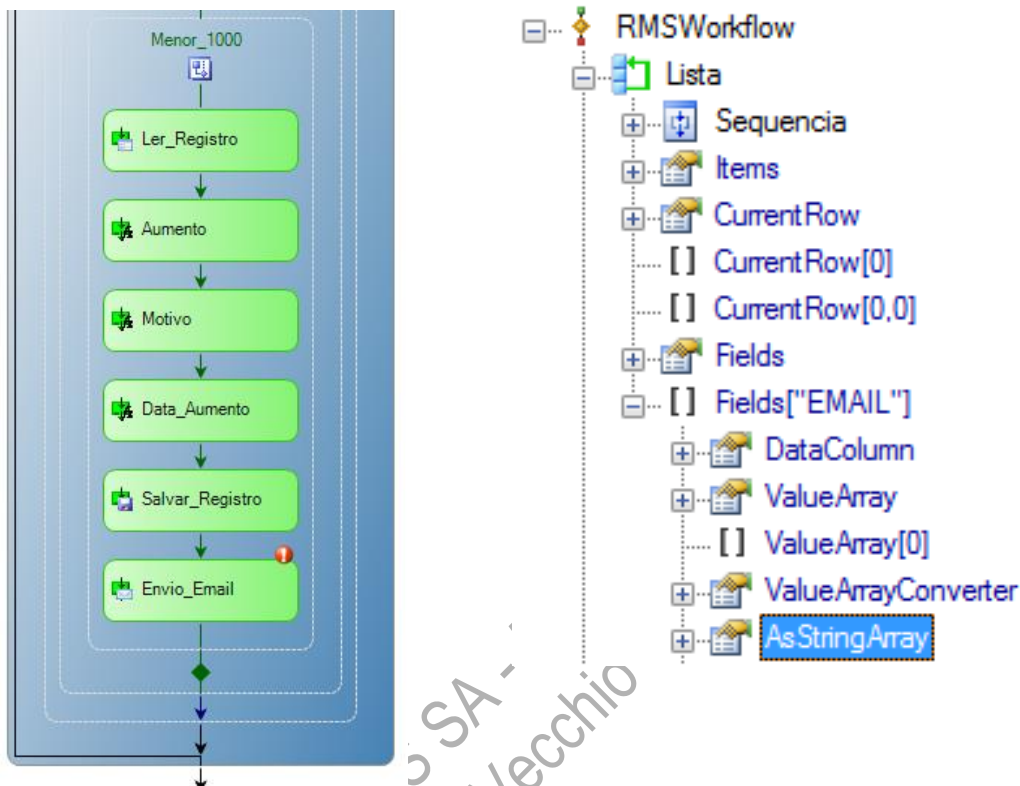 Menor_1000
Ler_Registro
Aumento
Motivo
Data_Aumento
Salvar_Registro
Envio_Email
RMSWorkflow
Lista
Sequencia
Items
CurrentRow
[ ] CurrentRow[0]
[ ] CurrentRow[0,0]
Fields
[ ] Fields["EMAIL"]
DataColumn
ValueArray
[ ] ValueArray[0]
ValueArrayConverter
AsStringArray
SA -